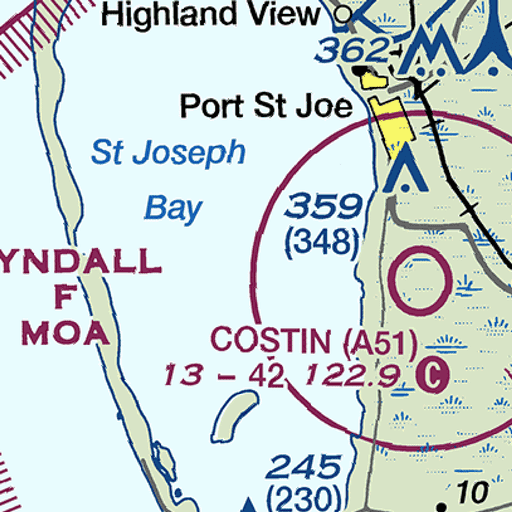 Highland View
362
Port St Joe
St Joseph
Bay
359
(348)
YNDALL
F
MOA
COSTIN (A51)
13 - 42 122.9 C
245
(230)
10